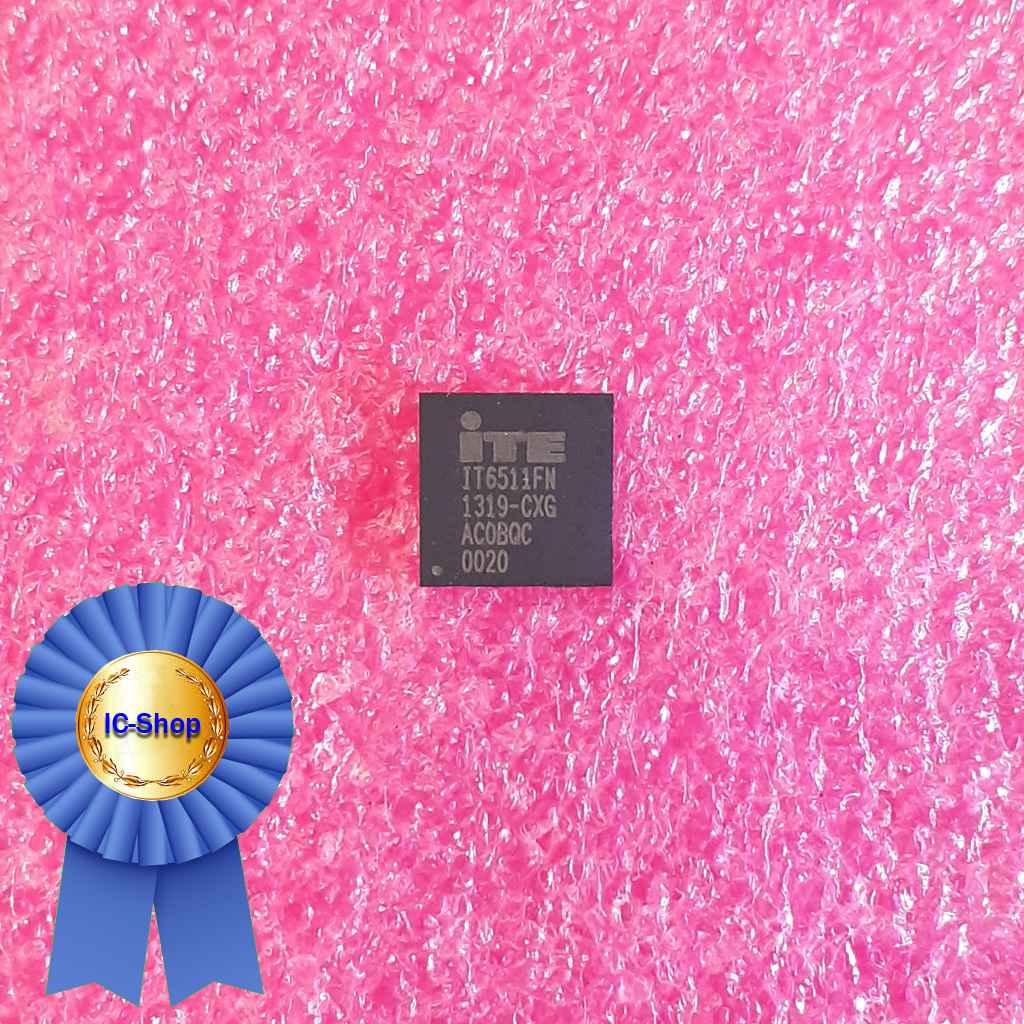 iTE
IT6511FN
1319-CXG
AC0BQC
0020
IC-Shop